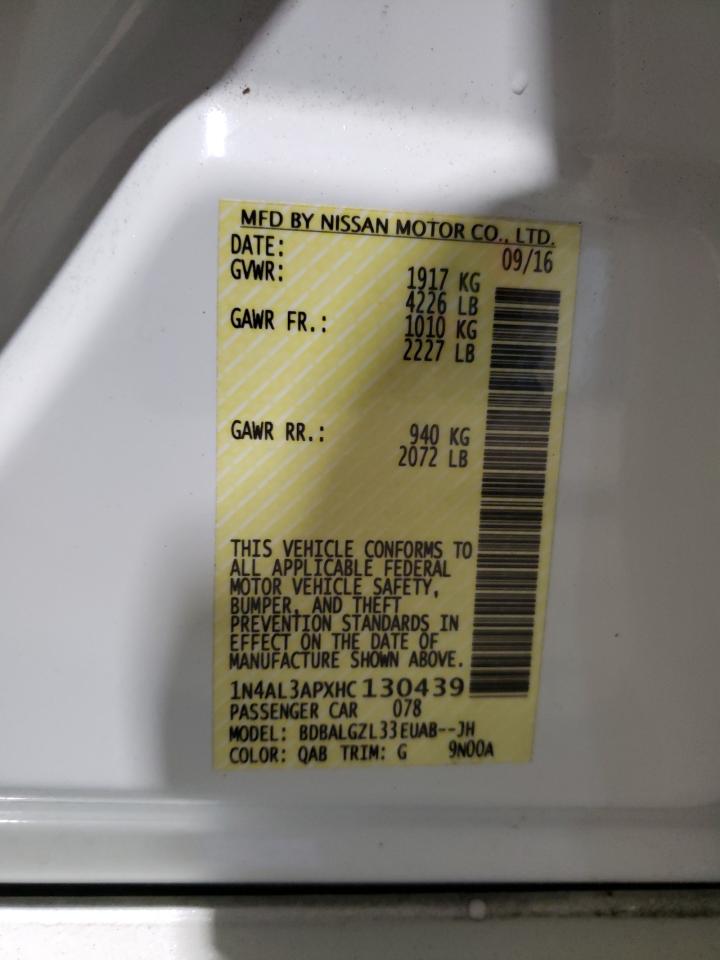 MFD BY NISSAN MOTOR CO., LTD.
DATE: 09/16
GVWR: 1917 KG
4226 LB
GAWR FR.: 1010 KG
2227 LB
GAWR RR.: 940 KG
2072 LB
THIS VEHICLE CONFORMS TO
ALL APPLICABLE FEDERAL
MOTOR VEHICLE SAFETY,
BUMPER, AND THEFT
PREVENTION STANDARDS IN
EFFECT ON THE DATE OF
MANUFACTURE SHOWN ABOVE.
1N4AL3APXHC130439
PASSENGER CAR 078
MODEL: BDBALGZL33EUAB--JH
COLOR: QAB TRIM: G 9N00A